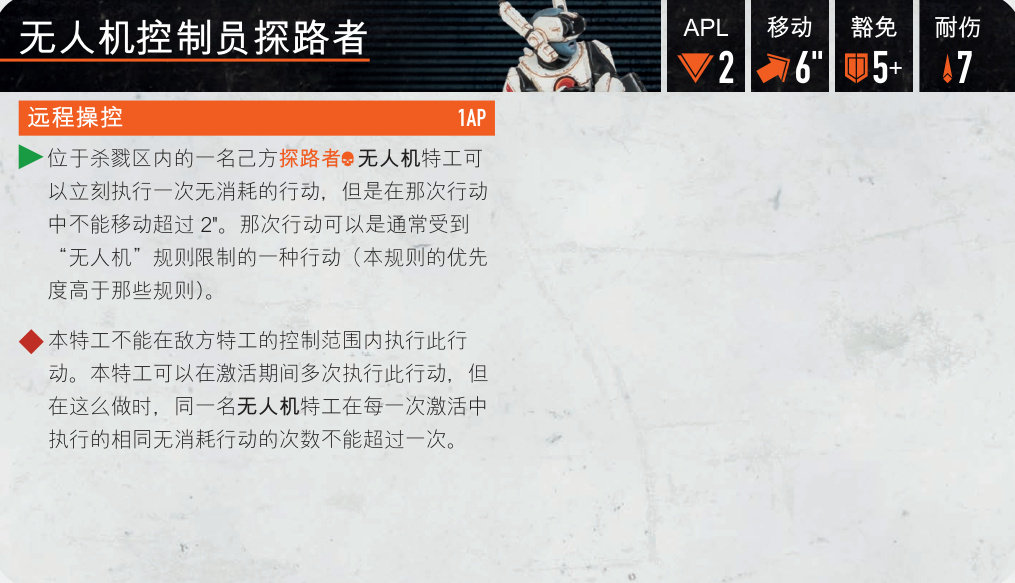 无人机控制员探路者
APL
2
移动
6"
豁免
5+
耐伤
7
远程操控 1AP
位于杀戮区内的一名己方探路者无人机特工可
以立刻执行一次无消耗的行动，但是在那次行动
中不能移动超过 2"。那次行动可以是通常受到
“无人机”规则限制的一种行动（本规则的优先
度高于那些规则）。
本特工不能在敌方特工的控制范围内执行此行
动。本特工可以在激活期间多次执行此行动，但
在这么做时，同一名无人机特工在每一次激活中
执行的相同无消耗行动的次数不能超过一次。